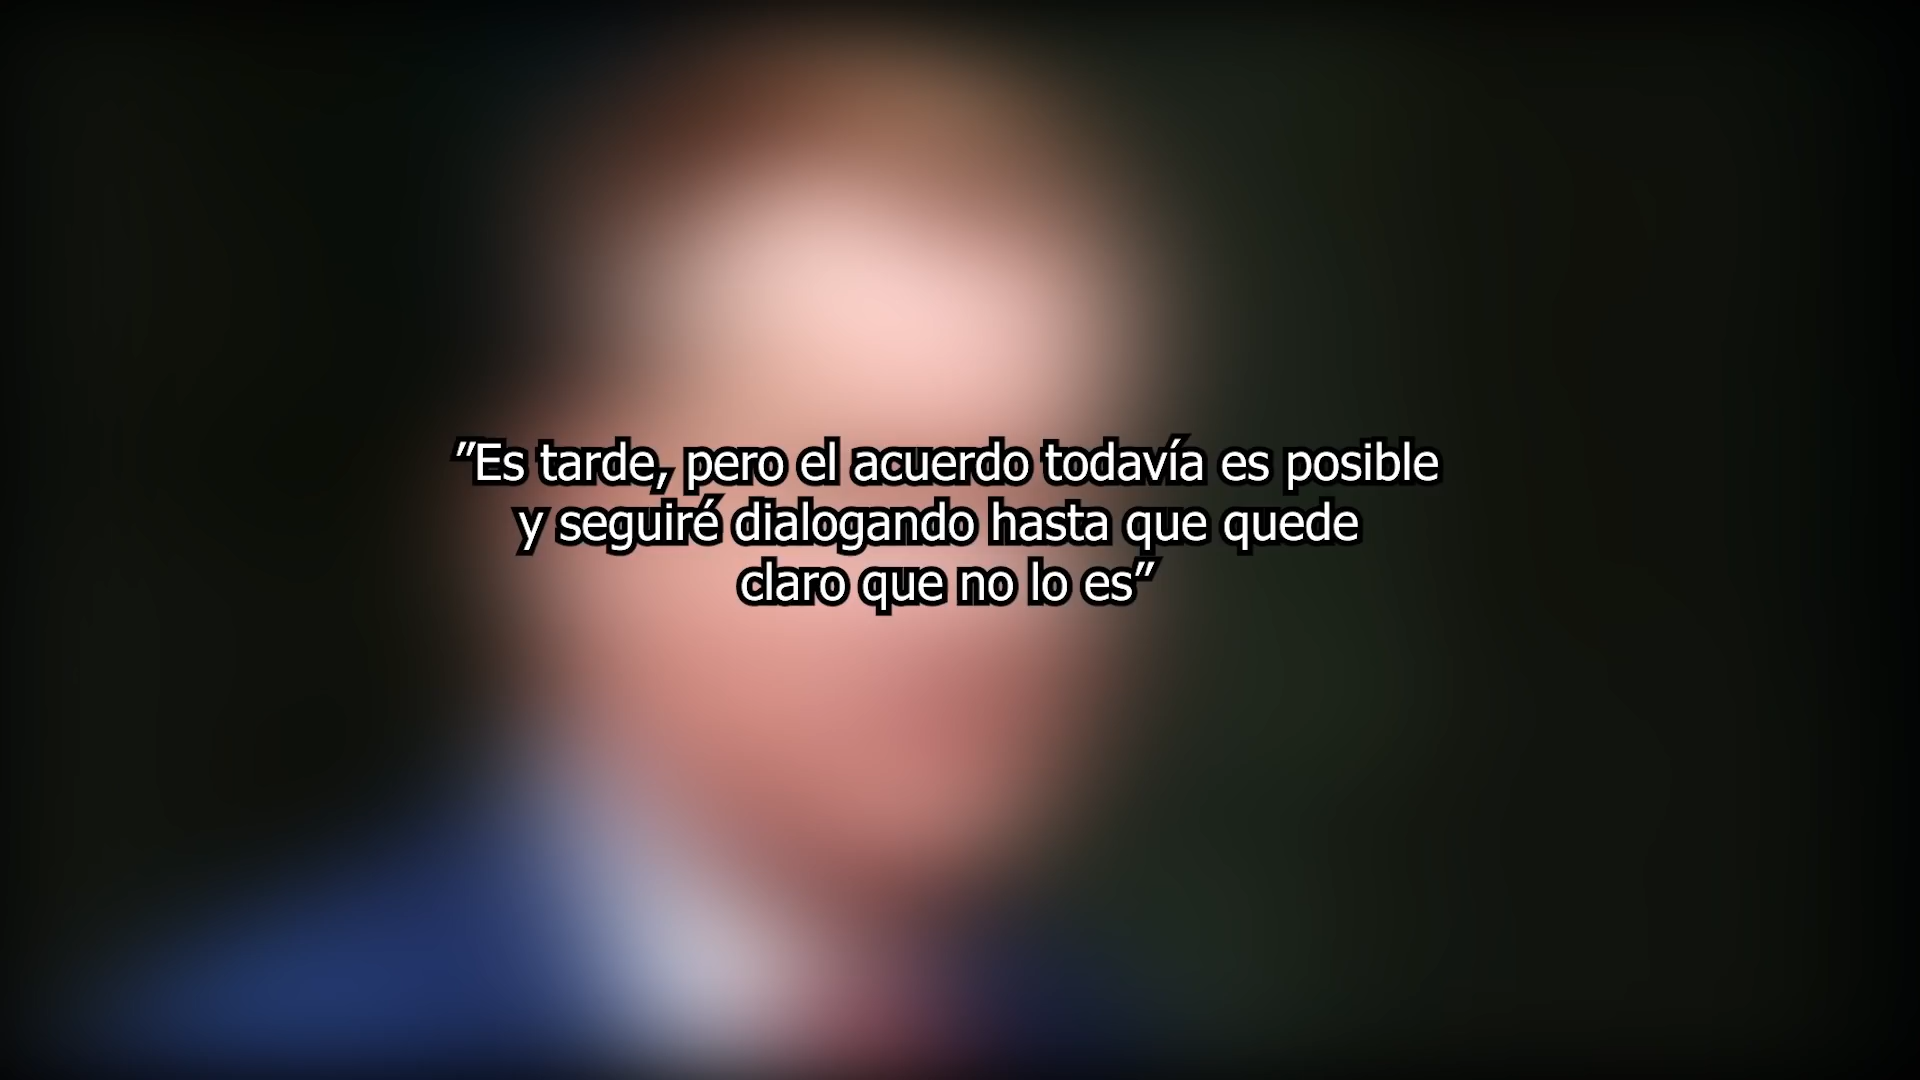 ”Es tarde, pero el acuerdo todavía es posible
y seguiré dialogando hasta que quede
claro que no lo es”